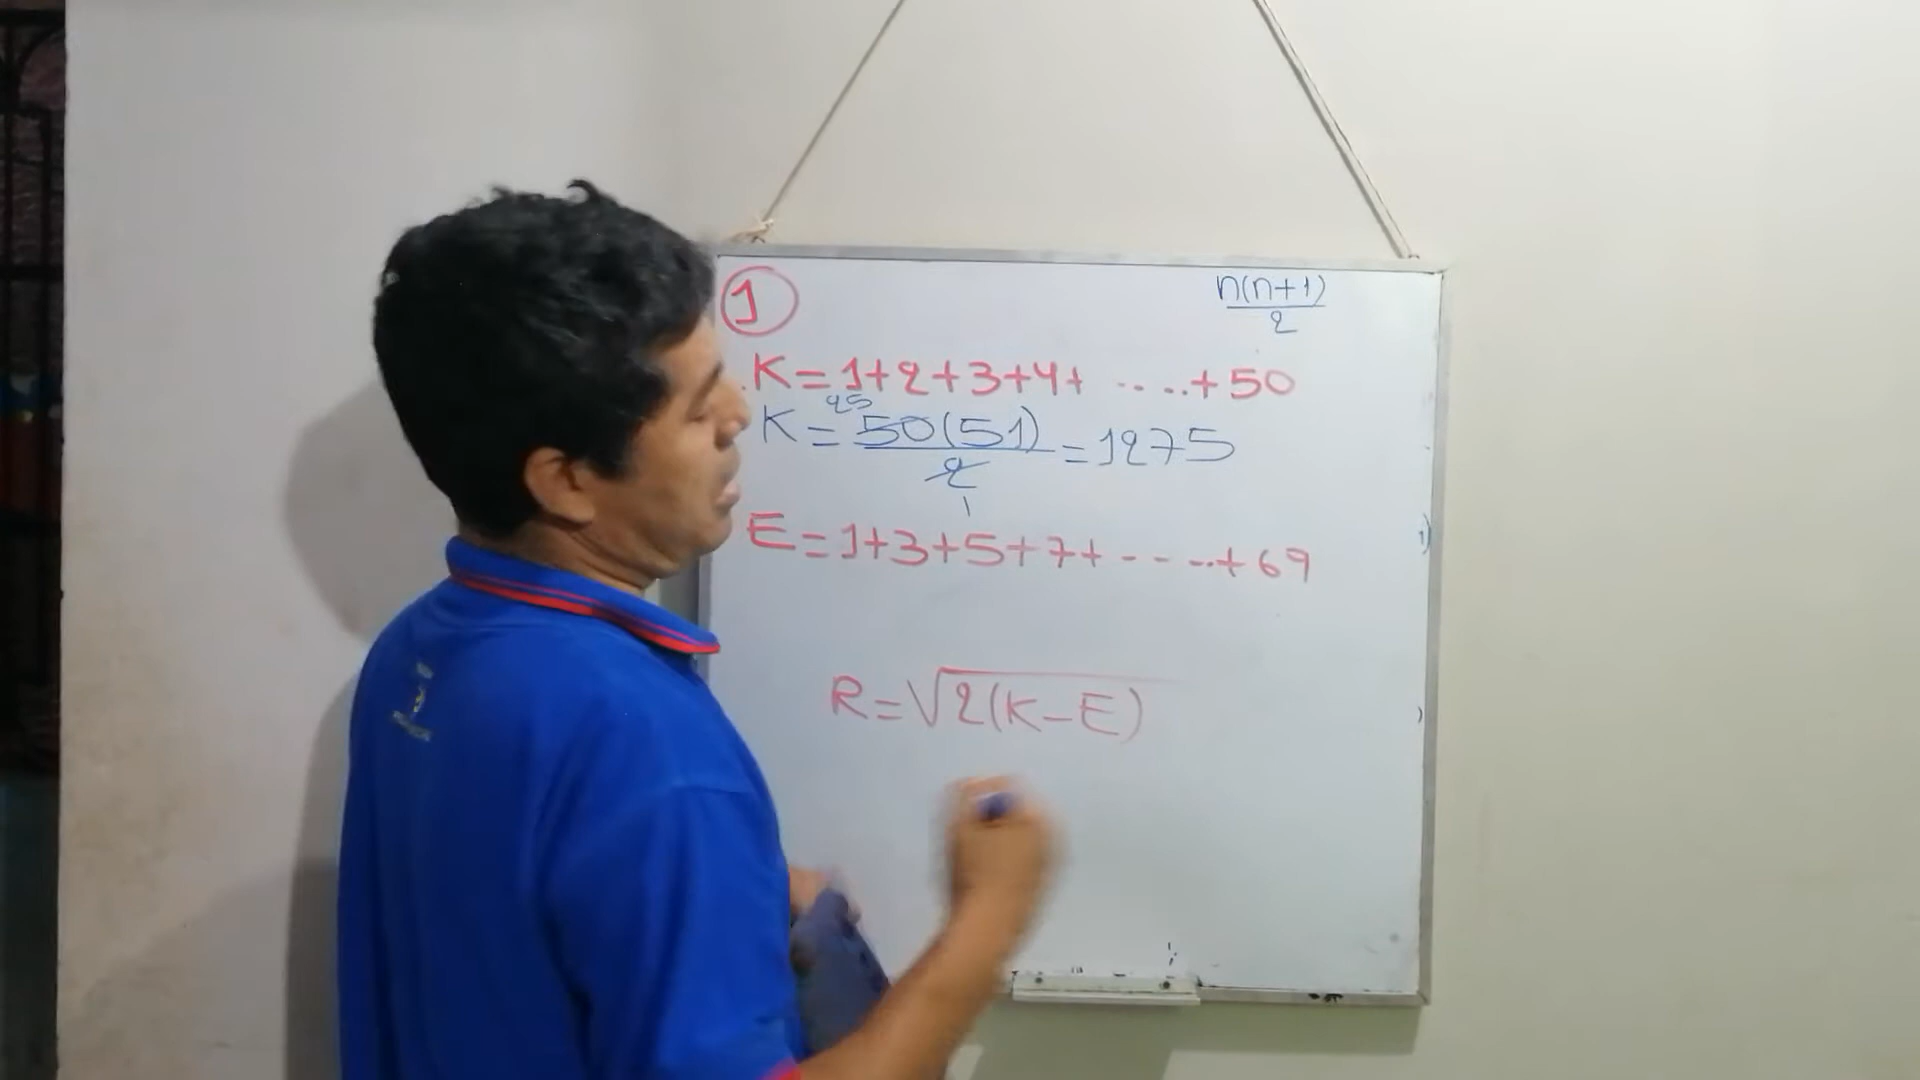 1
n(n+1)
2
K=1+2+3+4+ .....+50
25
K=50(51)
=1275
2
1
E=1+3+5+7+- - - ..+69
R=√2(K-E)